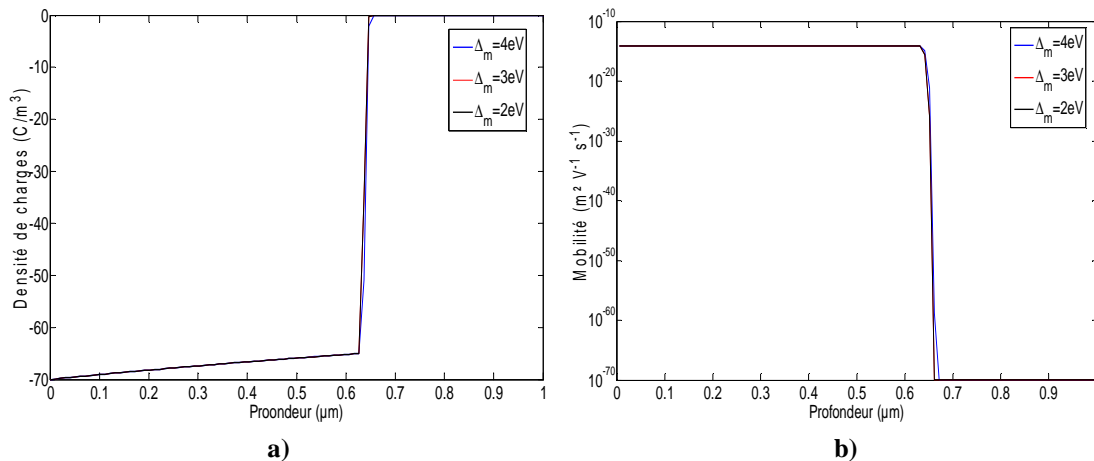 0
-10
-20
-30
-40
-50
-60
-70
Densité de charges (C/m³)
Δm=4eV
Δm=3eV
Δm=2eV
0 0.1 0.2 0.3 0.4 0.5 0.6 0.7 0.8 0.9 1
Proondeur (µm)
a)
10-10
10-20
10-30
10-40
10-50
10-60
10-70
Mobilité (m² V-1 s-1)
Δm=4eV
Δm=3eV
Δm=2eV
0 0.1 0.2 0.3 0.4 0.5 0.6 0.7 0.8 0.9
Profondeur (µm)
b)